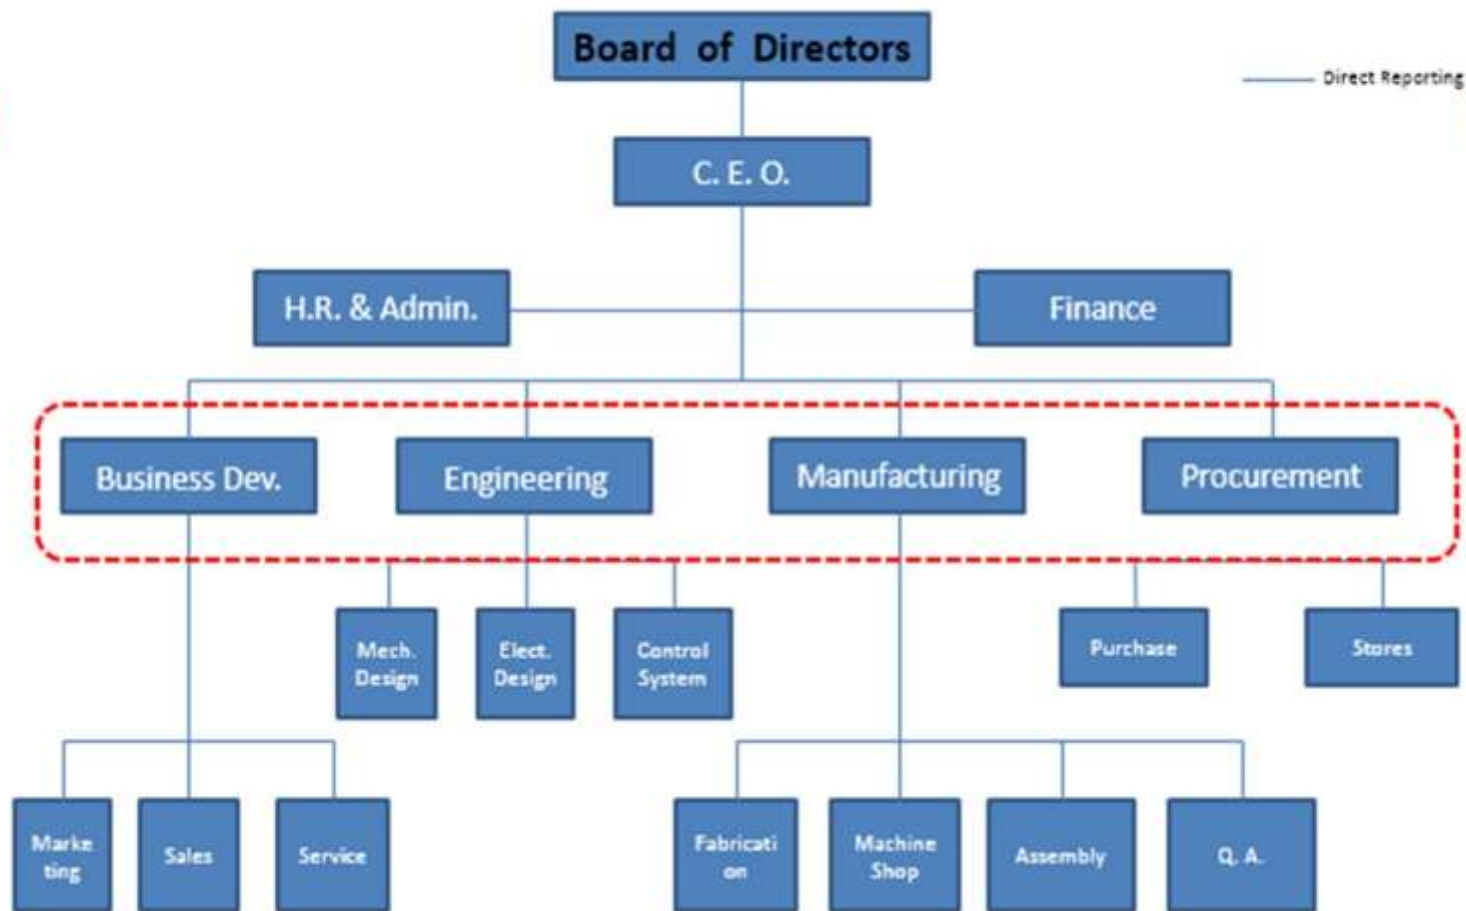 Board of Directors
Direct Reporting
C. E. O.
H.R. & Admin.
Finance
Business Dev.
Engineering
Manufacturing
Procurement
Mech.
Design
Elect.
Design
Control
System
Purchase
Stores
Marke
ting
Sales
Service
Fabricati
on
Machine
Shop
Assembly
Q. A.